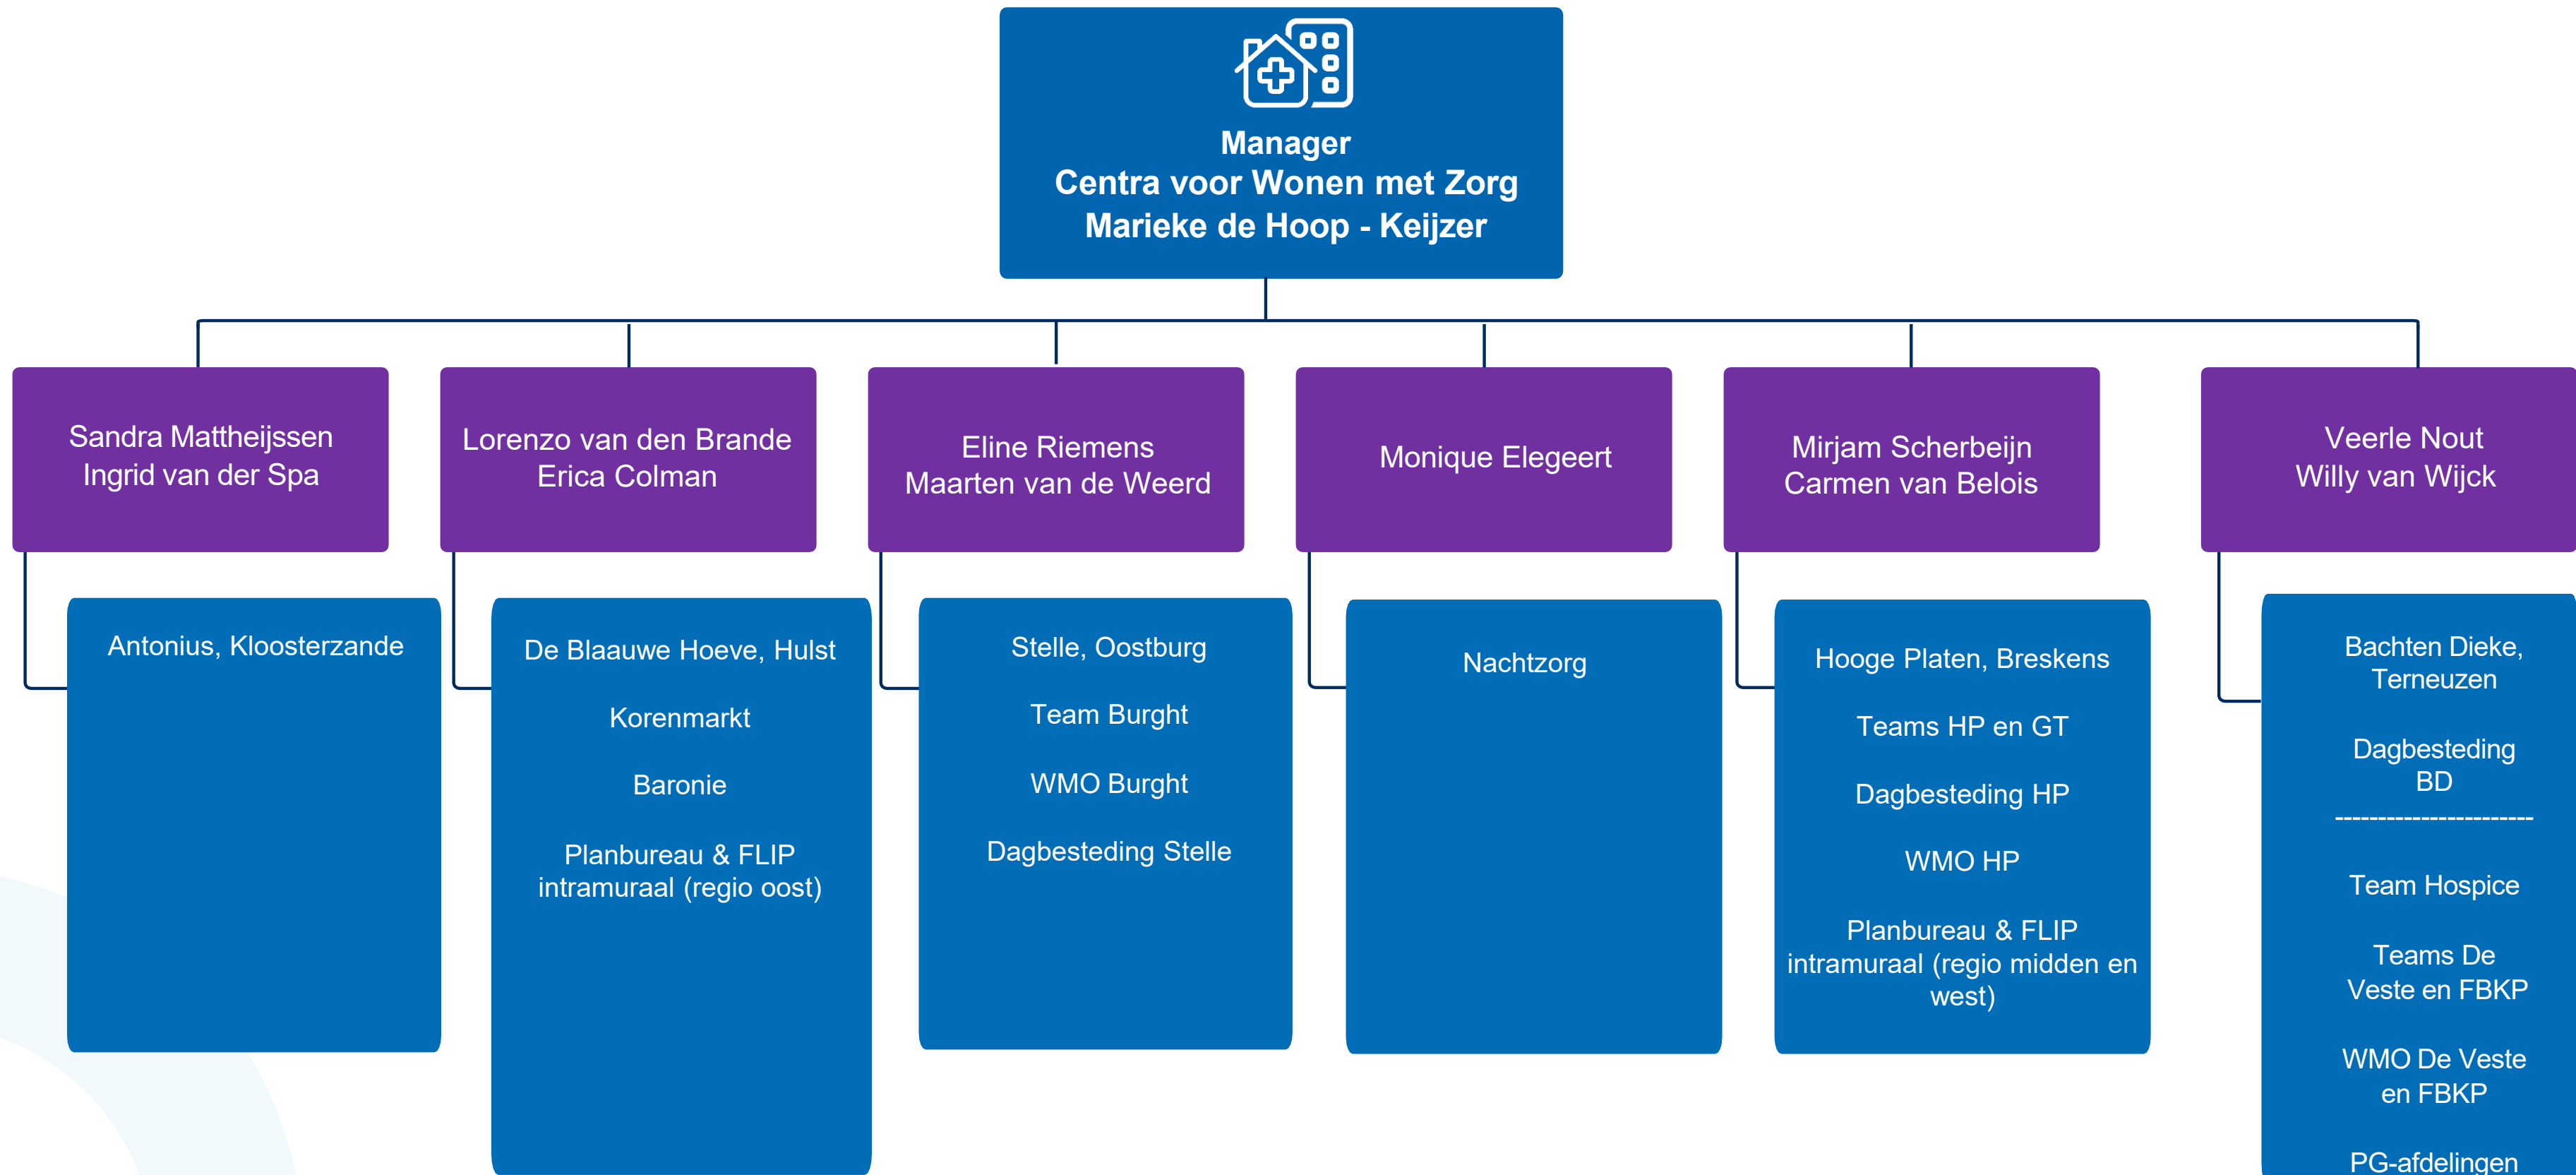 Manager
Centra voor Wonen met Zorg
Marieke de Hoop - Keijzer
Sandra Mattheijssen
Ingrid van der Spa
Lorenzo van den Brande
Erica Colman
Eline Riemens
Maarten van de Weerd
Monique Elegeert
Mirjam Scherbeijn
Carmen van Belois
Veerle Nout
Willy van Wijck
Antonius, Kloosterzande
De Blaauwe Hoeve, Hulst
Korenmarkt
Baronie
Planbureau & FLIP
intramuraal (regio oost)
Stelle, Oostburg
Team Burght
WMO Burght
Dagbesteding Stelle
Nachtzorg
Hooge Platen, Breskens
Teams HP en GT
Dagbesteding HP
WMO HP
Planbureau & FLIP
intramuraal (regio midden en
west)
Bachten Dieke,
Terneuzen
Dagbesteding
BD
-----------------------
Team Hospice
Teams De
Veste en FBKP
WMO De Veste
en FBKP
PG-afdelingen